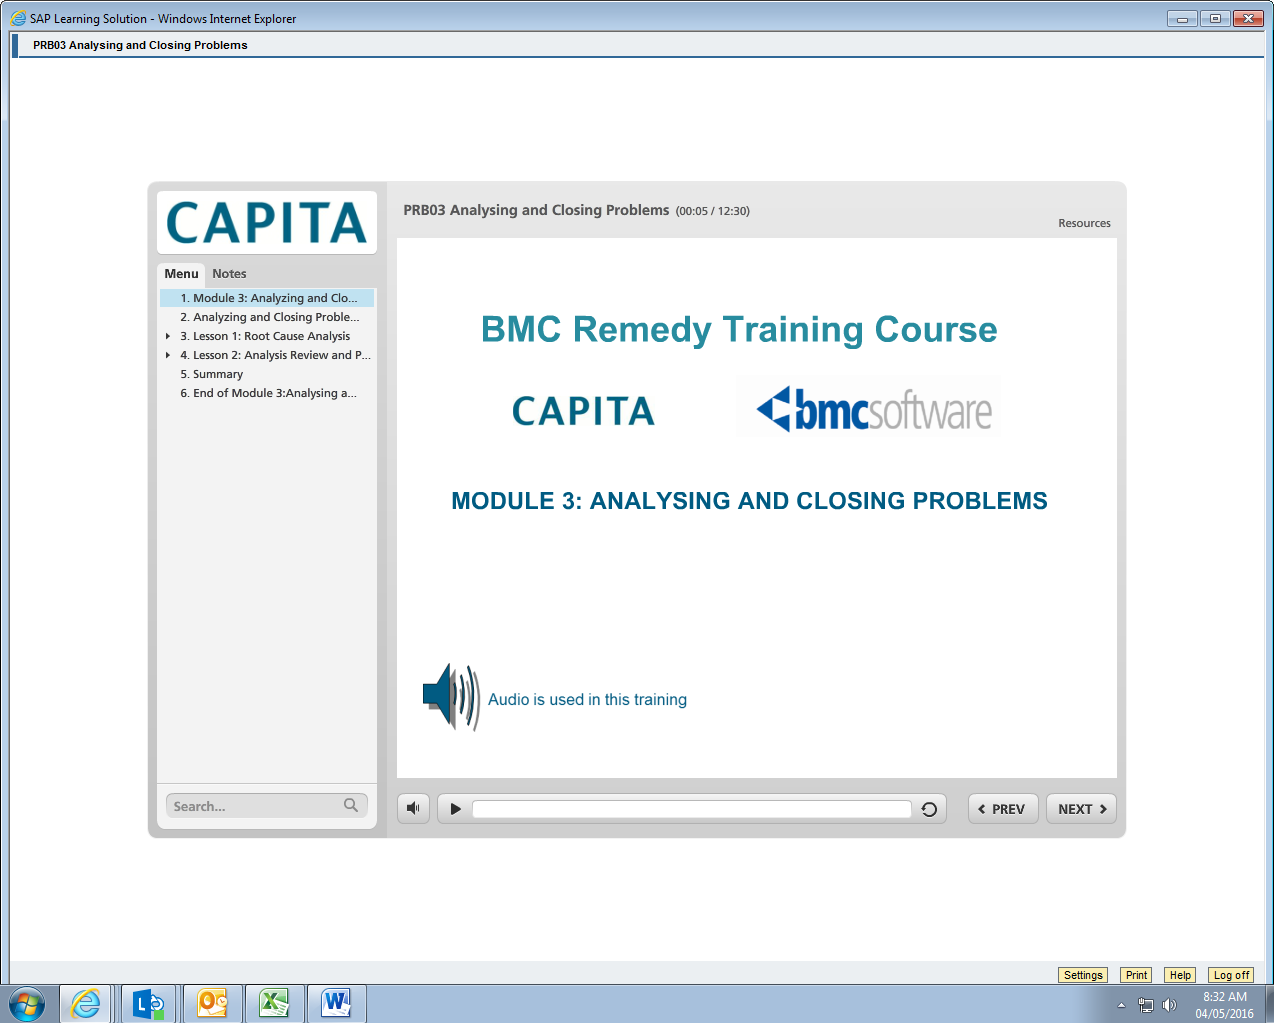 SAP Learning Solution - Windows Internet Explorer
PRB03 Analysing and Closing Problems
CAPITA
Menu
Notes
1. Module 3: Analyzing and Clo...
2. Analyzing and Closing Proble...
3. Lesson 1: Root Cause Analysis
4. Lesson 2: Analysis Review and P...
5. Summary
6. End of Module 3:Analysing a...
Search...
PRB03 Analysing and Closing Problems (00:05 / 12:30)
Resources
BMC Remedy Training Course
CAPITA
bmcsoftware
MODULE 3: ANALYSING AND CLOSING PROBLEMS
Audio is used in this training
PREV
NEXT
Settings
Print
Help
Log off
8:32 AM
04/05/2016